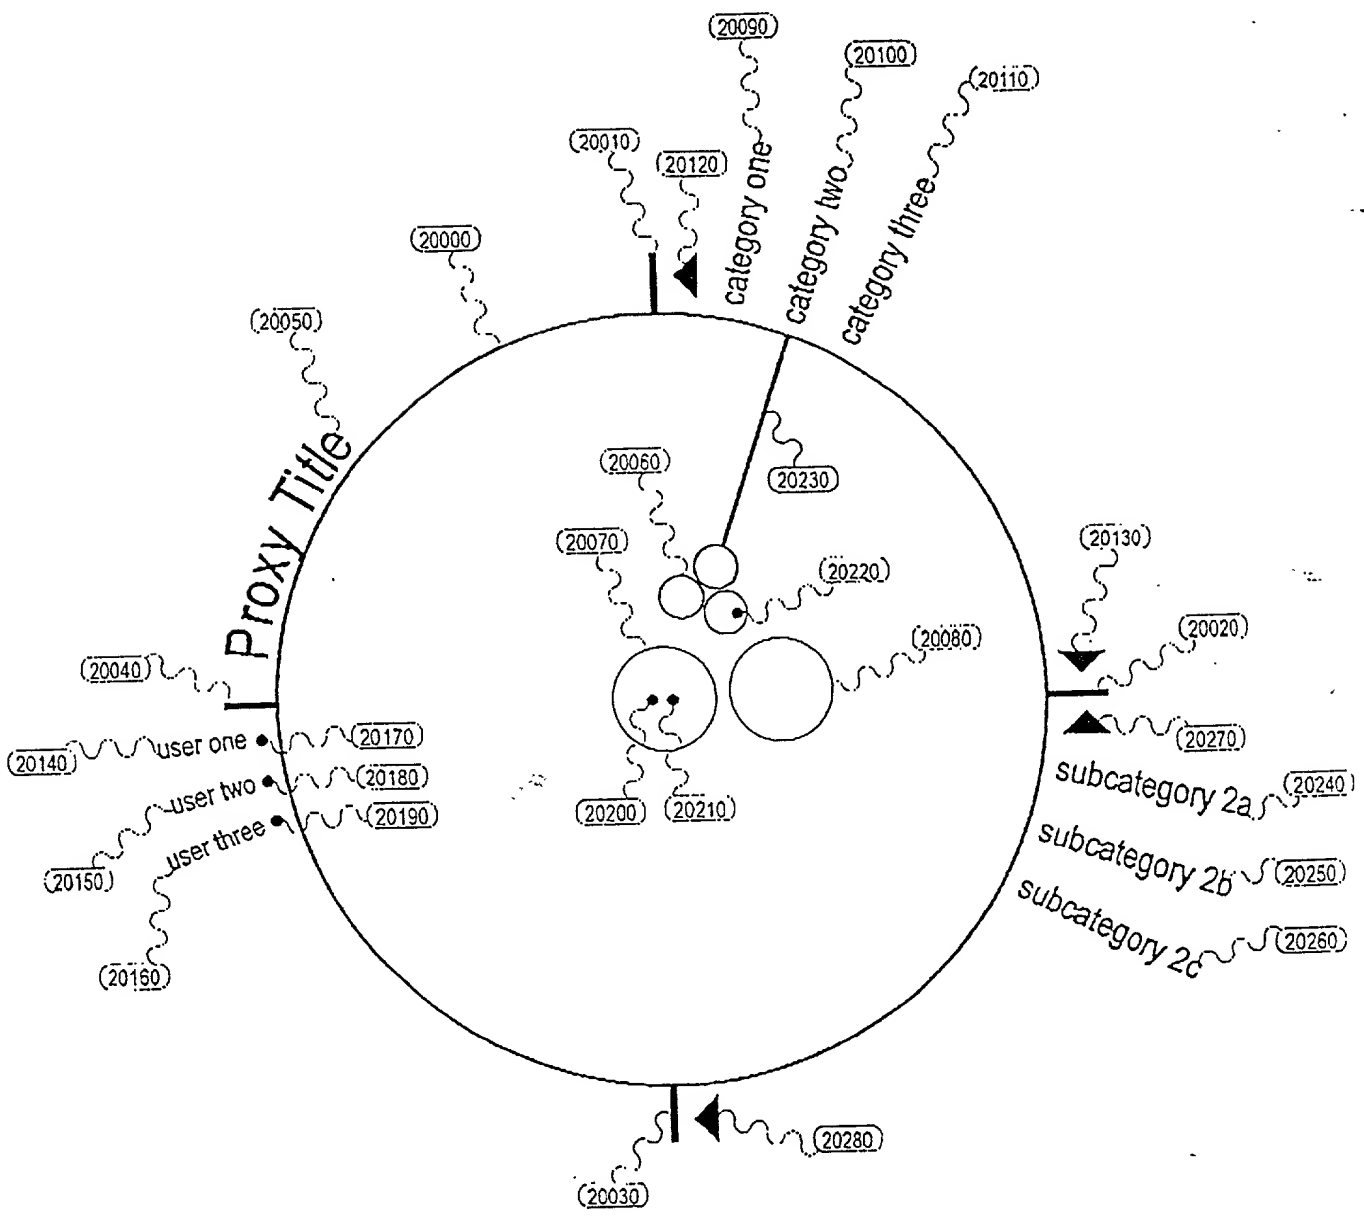 20090
20100
20110
20010
20120
category one
category two
category three
20000
20050
Proxy Title
20060
20230
20070
20220
20130
20020
20080
20040
20140
user one
20170
20270
user two
20180
subcategory 2a
20240
20150
user three
20190
20200
20210
subcategory 2b
20250
20160
subcategory 2c
20260
20280
20030